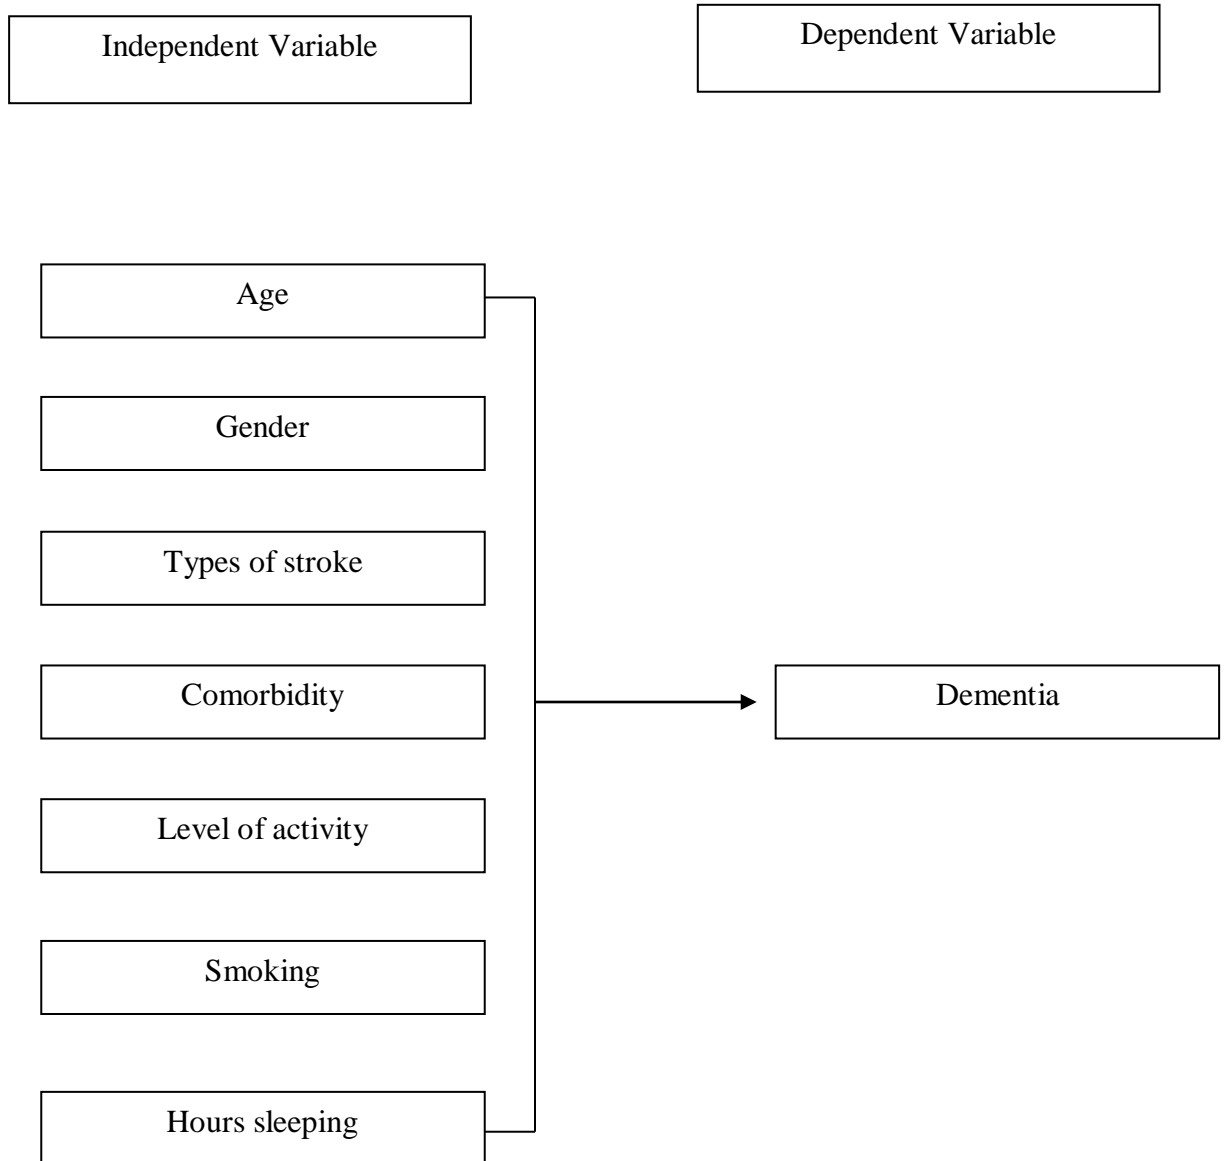 Independent Variable
Dependent Variable
Age
Gender
Types of stroke
Comorbidity
Dementia
Level of activity
Smoking
Hours sleeping